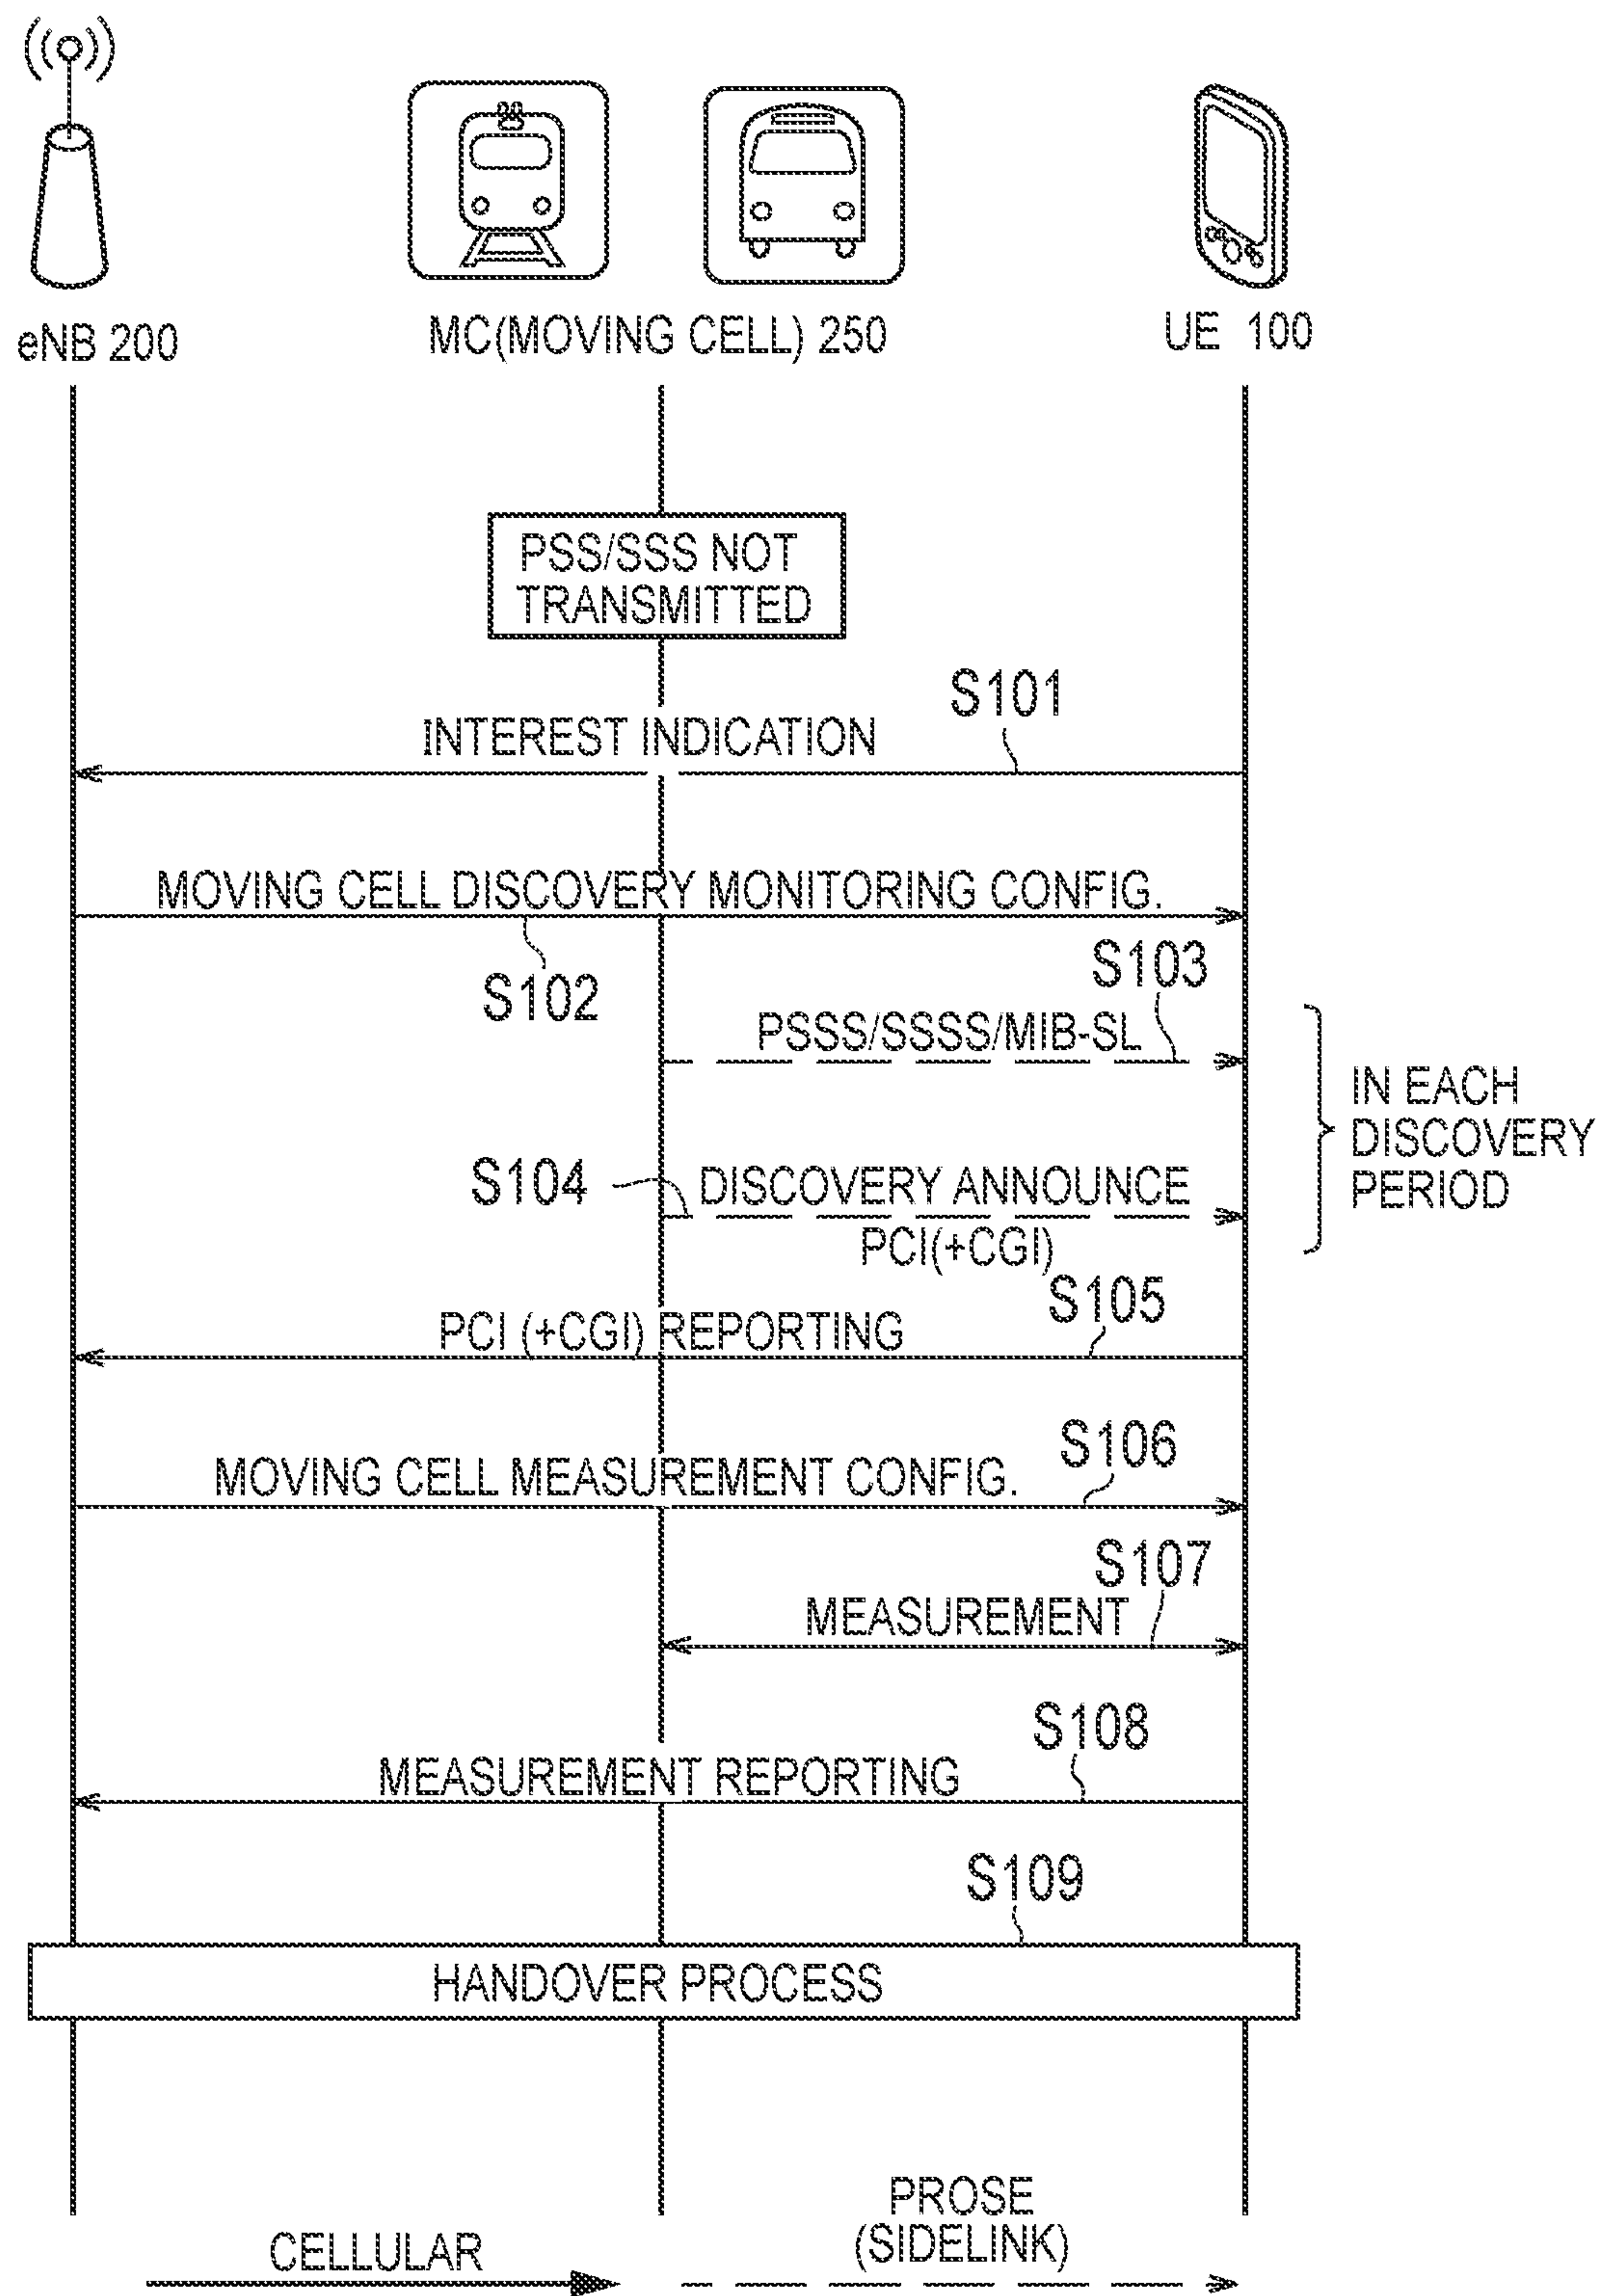 eNB 200
MC(MOVING CELL) 250
UE 100
PSS/SSS NOT
TRANSMITTED
S101
INTEREST INDICATION
MOVING CELL DISCOVERY MONITORING CONFIG.
S102
S103
PSSS/SSSS/MIB-SL
IN EACH
DISCOVERY
PERIOD
S104
DISCOVERY ANNOUNCE
PCI(+CGI)
S105
PCI (+CGI) REPORTING
S106
MOVING CELL MEASUREMENT CONFIG.
S107
MEASUREMENT
S108
MEASUREMENT REPORTING
S109
HANDOVER PROCESS
CELLULAR
PROSE
(SIDELINK)